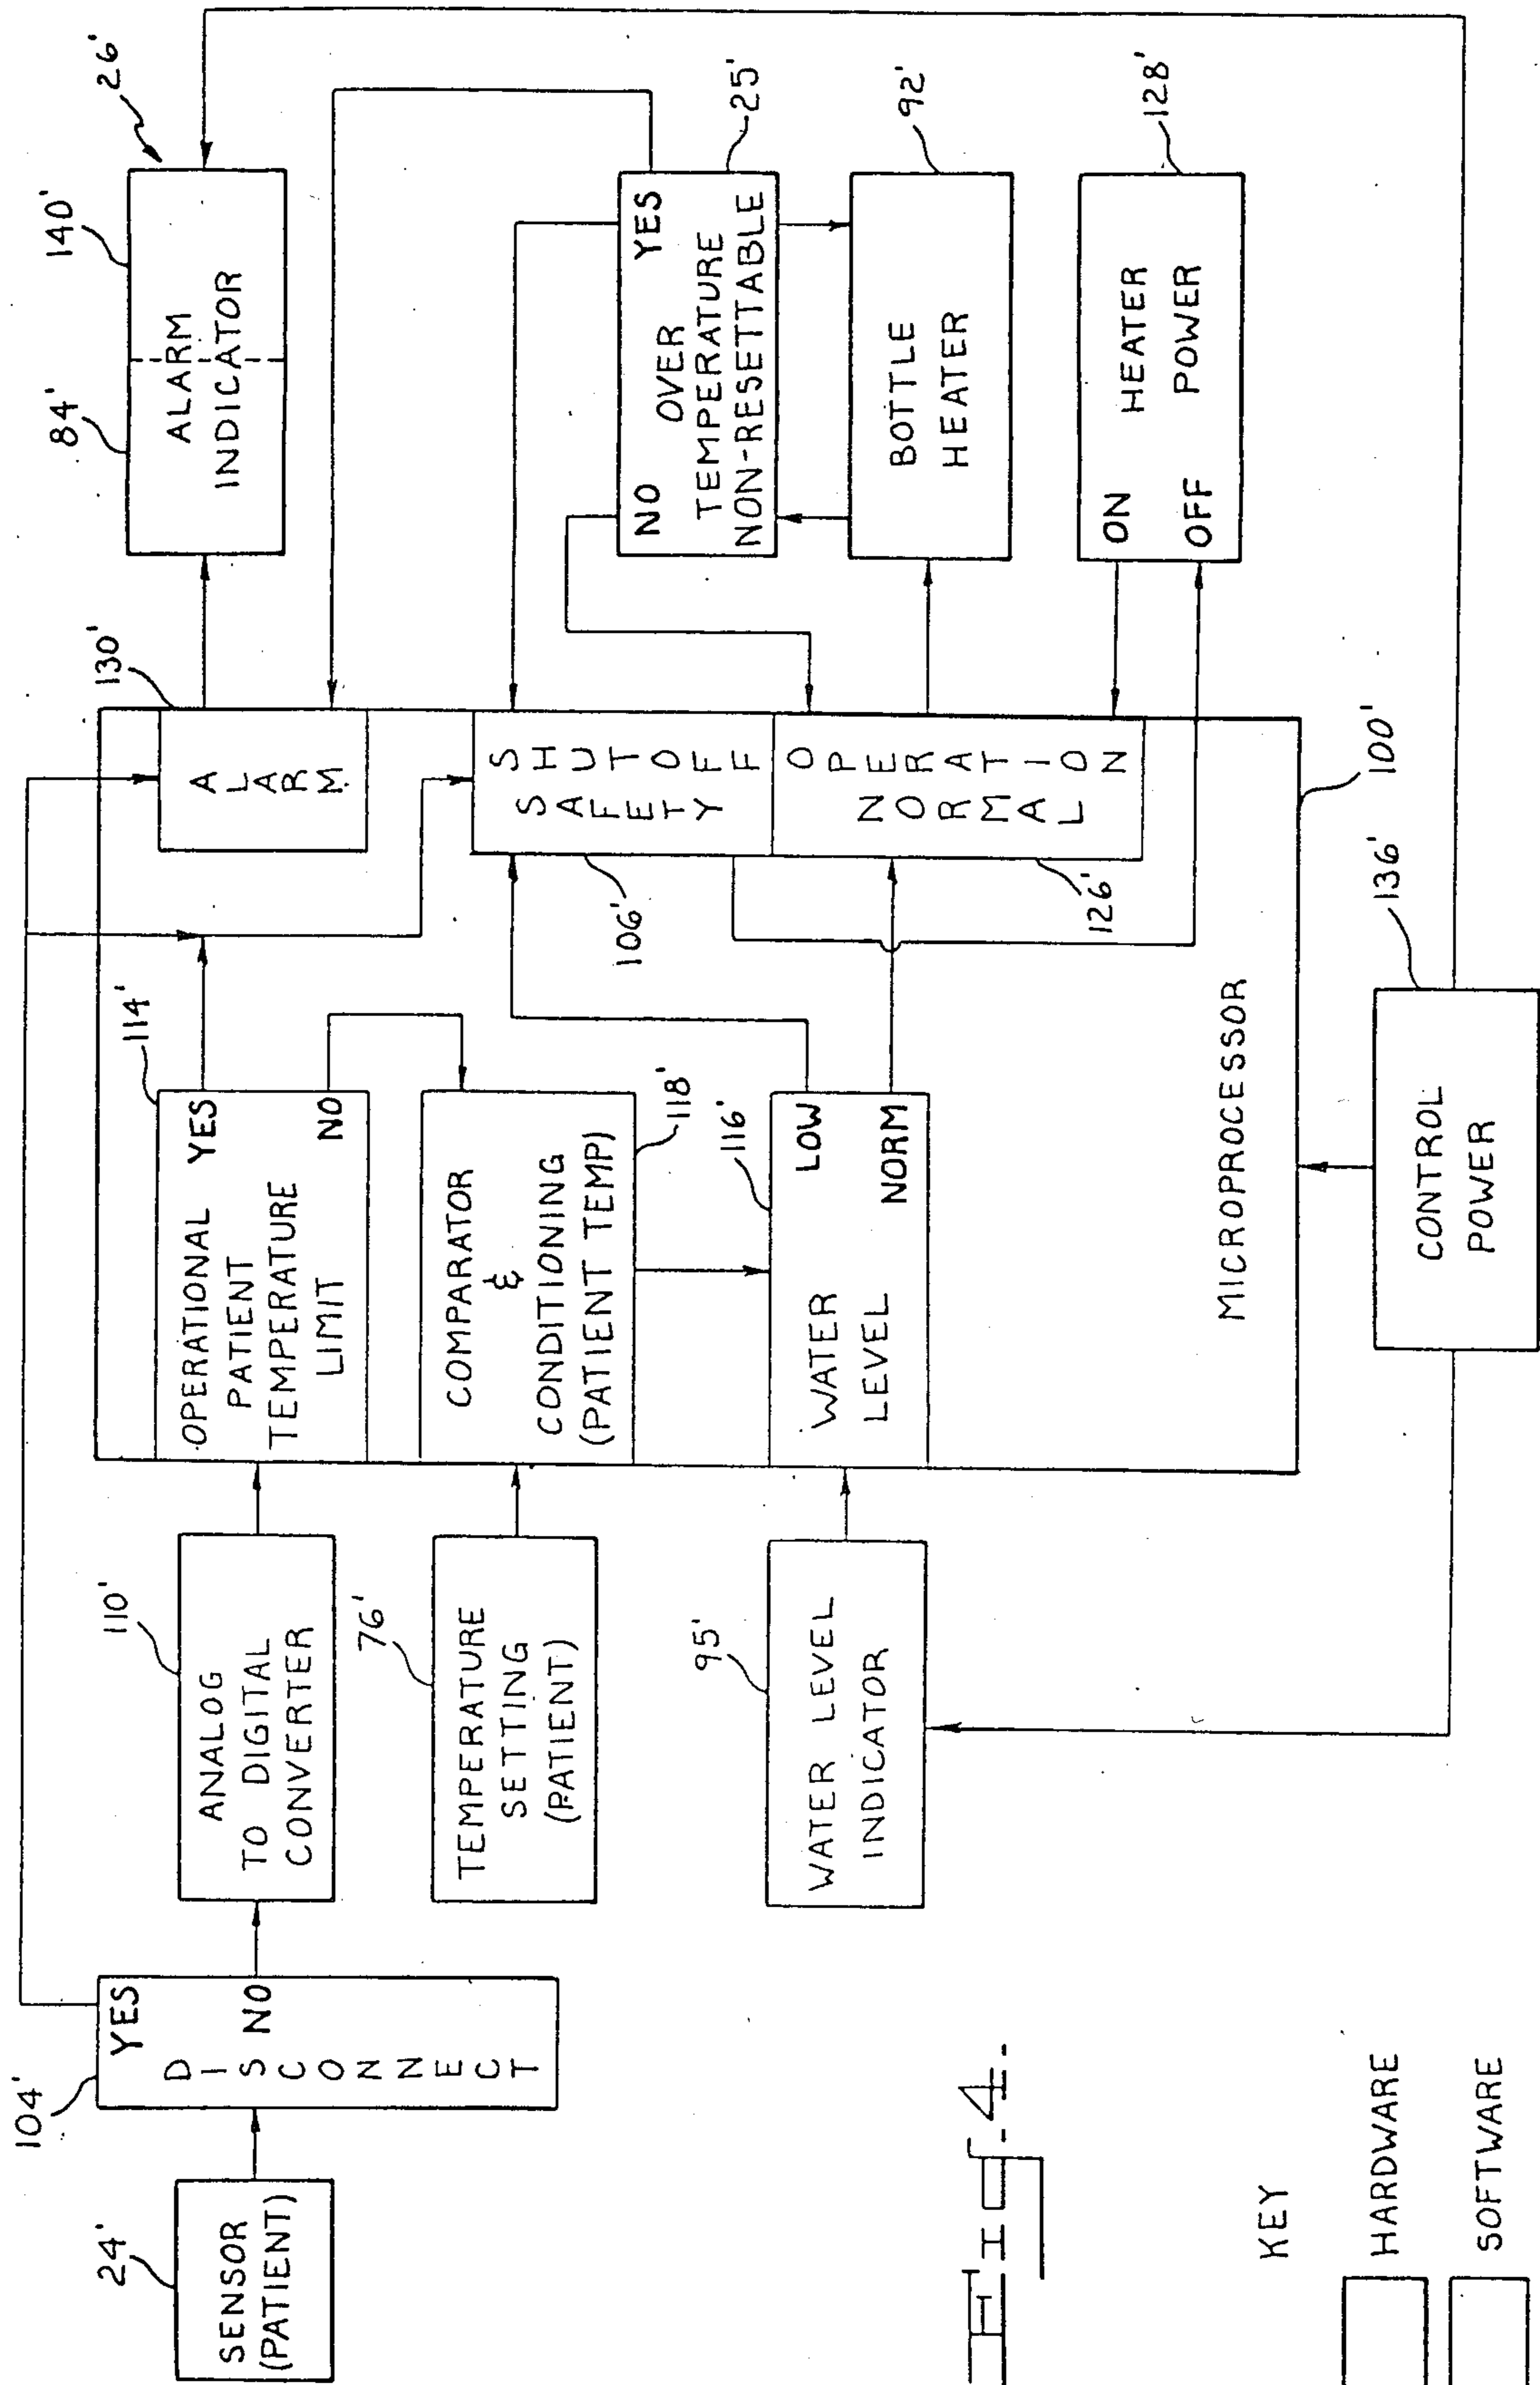 24'
SENSOR
(PATIENT)
104'
YES
NO
DISCONNECT
110'
ANALOG
TO DIGITAL
CONVERTER
76'
TEMPERATURE
SETTING
(PATIENT)
95'
WATER LEVEL
INDICATOR
114'
OPERATIONAL YES
PATIENT
TEMPERATURE
LIMIT NO
COMPARATOR
&
CONDITIONING
(PATIENT TEMP)
118'
116'
WATER LOW
LEVEL
NORM
MICROPROCESSOR
100'
130'
ALARM
SAFETY
SHUTOFF
106'
NORMAL
OPERATION
126'
84'
140'
26'
ALARM
INDICATOR
NO YES
OVER
TEMPERATURE
NON-RESETTABLE
25'
BOTTLE
HEATER
92'
ON HEATER
OFF POWER
128'
CONTROL
POWER
136'
FIG. 4.
KEY
HARDWARE
SOFTWARE